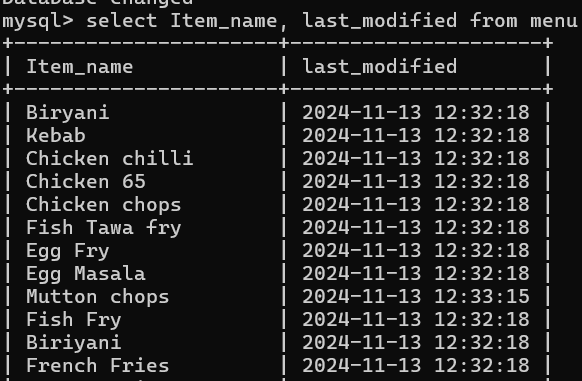 Database changed
mysql> select Item_name, last_modified from menu
+----------------------+---------------------+
| Item_name            | last_modified       |
+----------------------+---------------------+
| Biryani              | 2024-11-13 12:32:18 |
| Kebab                | 2024-11-13 12:32:18 |
| Chicken chilli       | 2024-11-13 12:32:18 |
| Chicken 65           | 2024-11-13 12:32:18 |
| Chicken chops        | 2024-11-13 12:32:18 |
| Fish Tawa fry        | 2024-11-13 12:32:18 |
| Egg Fry              | 2024-11-13 12:32:18 |
| Egg Masala           | 2024-11-13 12:32:18 |
| Mutton chops         | 2024-11-13 12:33:15 |
| Fish Fry             | 2024-11-13 12:32:18 |
| Biriyani             | 2024-11-13 12:32:18 |
| French Fries         | 2024-11-13 12:32:18 |